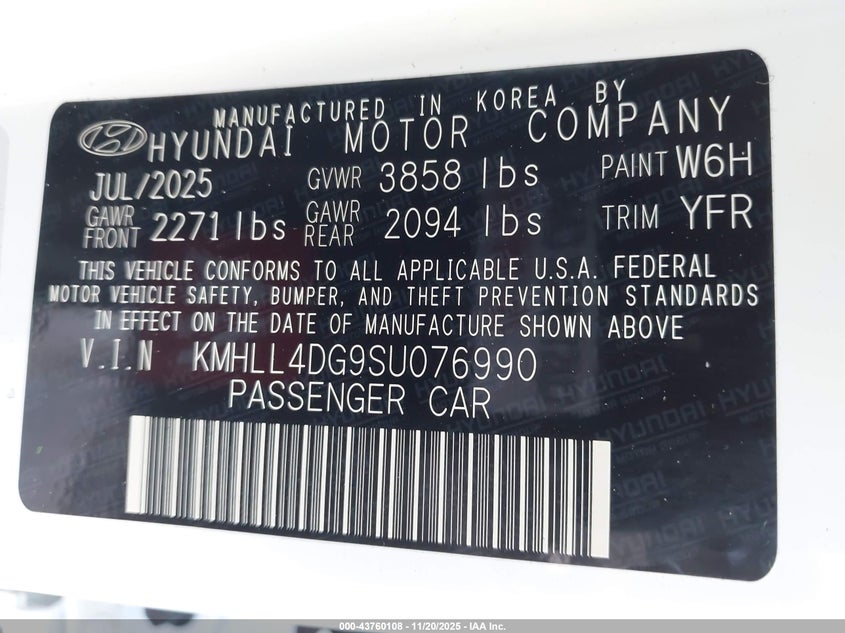 MANUFACTURED IN KOREA BY
HYUNDAI MOTOR COMPANY
JUL/2025 GVWR 3858 lbs PAINT W6H
GAWR FRONT 2271 lbs GAWR REAR 2094 lbs TRIM YFR
THIS VEHICLE CONFORMS TO ALL APPLICABLE U.S.A. FEDERAL
MOTOR VEHICLE SAFETY, BUMPER, AND THEFT PREVENTION STANDARDS
IN EFFECT ON THE DATE OF MANUFACTURE SHOWN ABOVE
V.I.N KMHLL4DG9SU076990
PASSENGER CAR
000-43760108 - 11/20/2025 - IAA Inc.